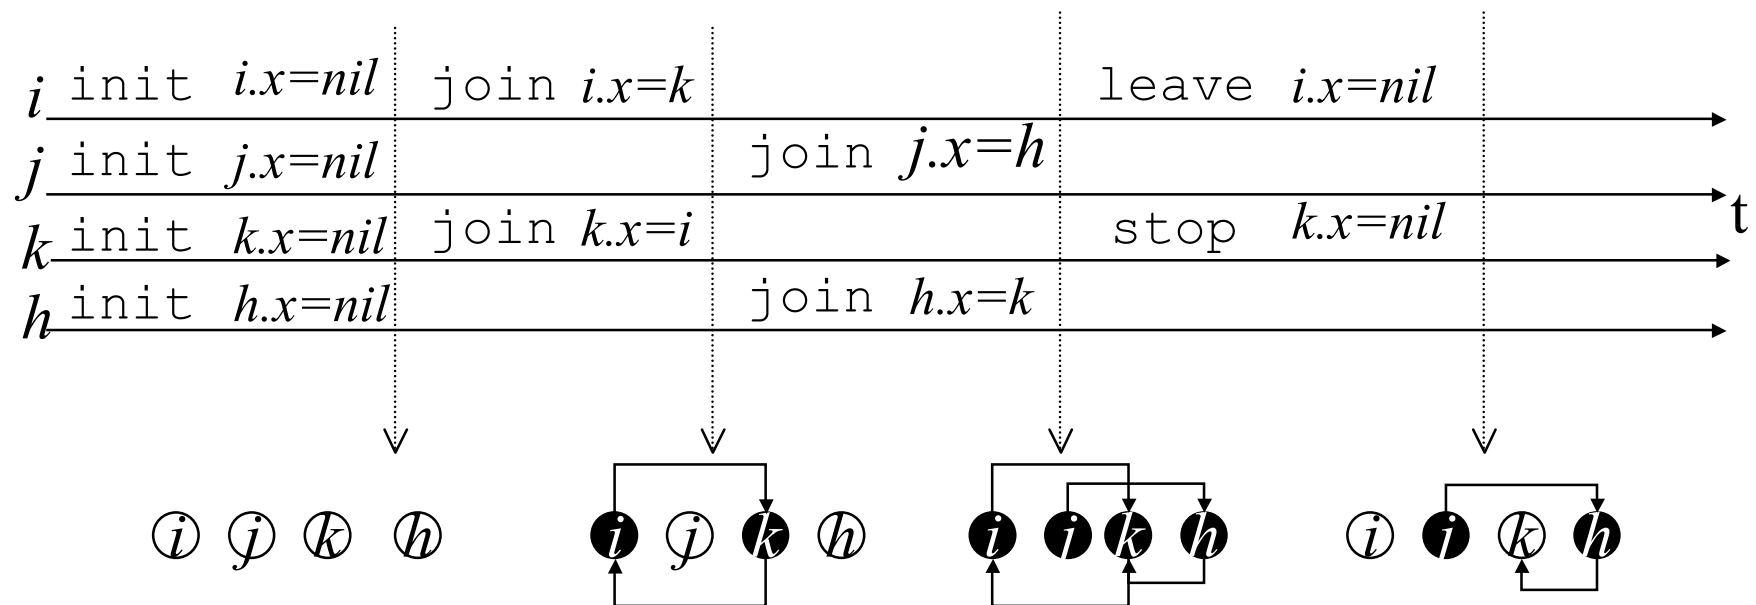 i init i.x=nil join i.x=k leave i.x=nil
j init j.x=nil join j.x=h
k init k.x=nil join k.x=i stop k.x=nil t
h init h.x=nil join h.x=k
i j k h i j k h i j k h i j k h